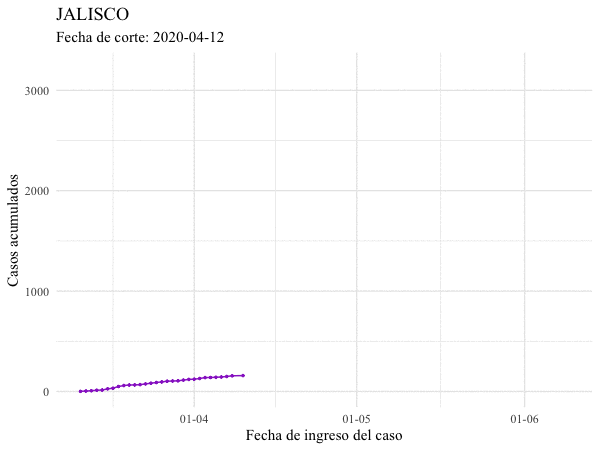 JALISCO
Fecha de corte: 2020-04-12
Casos acumulados
3000
2000
1000
0
01-04
01-05
01-06
Fecha de ingreso del caso